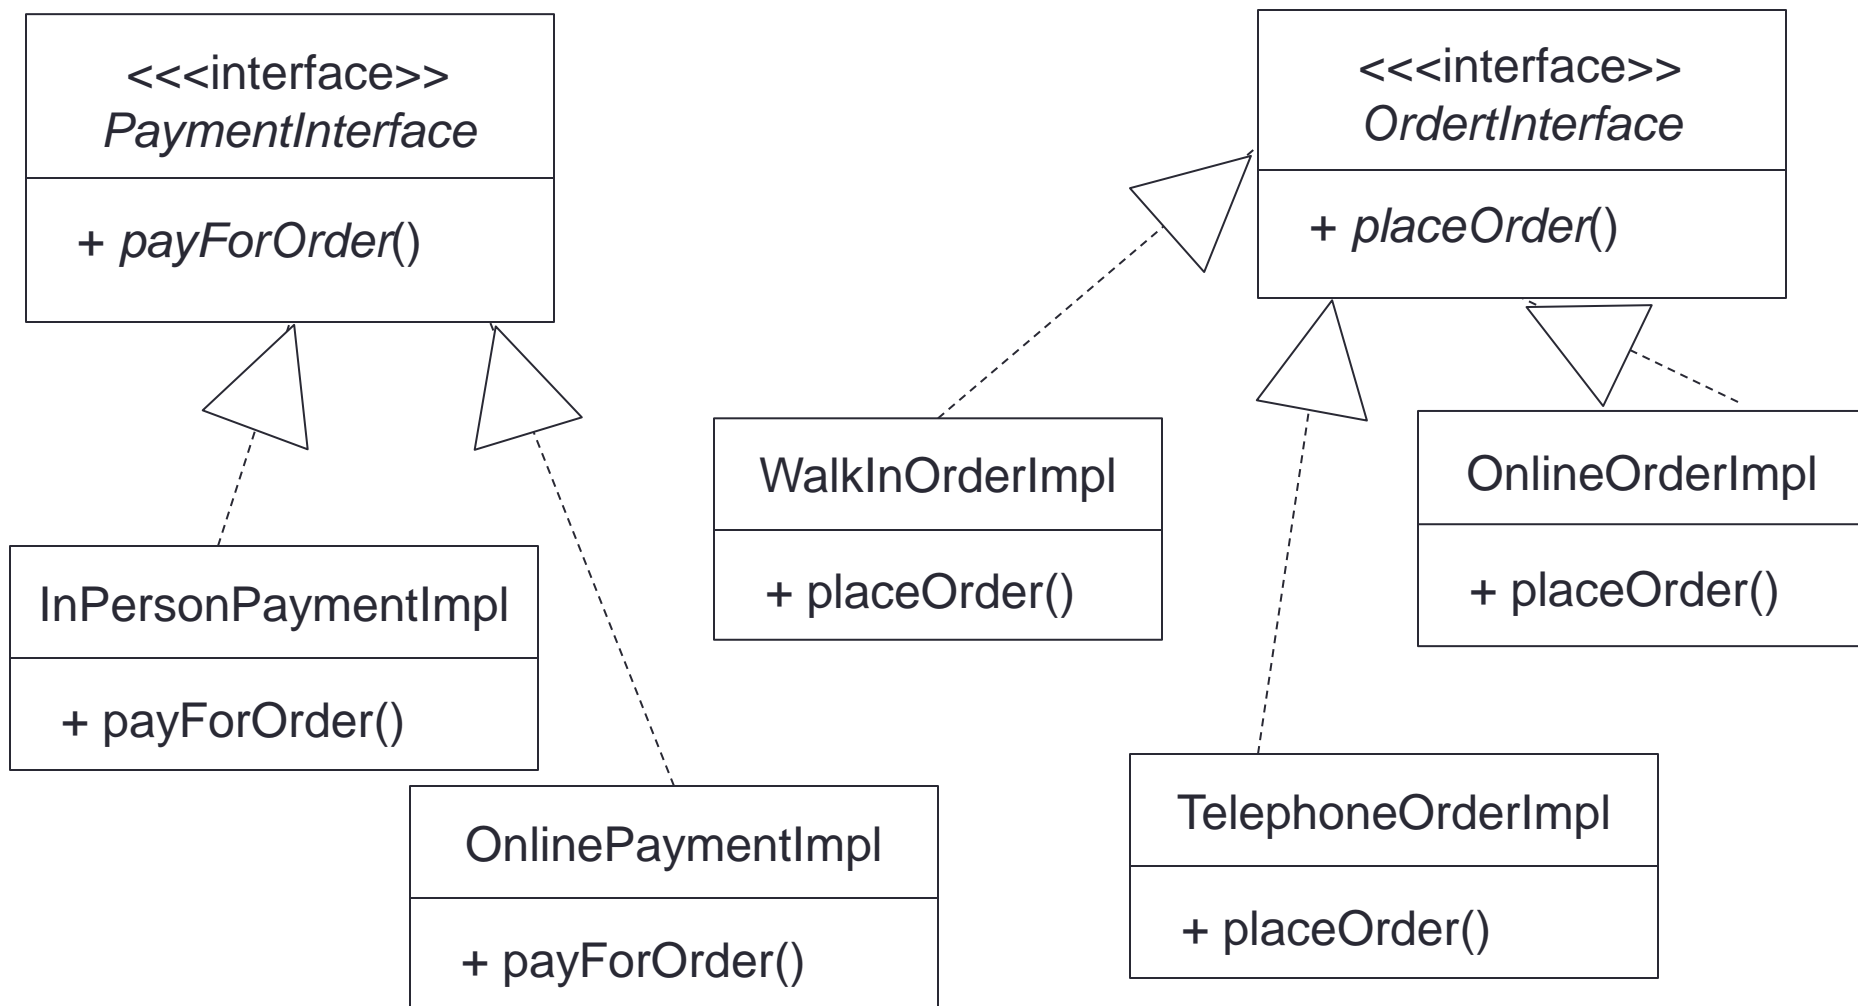 <<<interface>>
PaymentInterface
+ payForOrder()
<<<interface>>
OrdertInterface
+ placeOrder()
WalkInOrderImpl
+ placeOrder()
OnlineOrderImpl
+ placeOrder()
InPersonPaymentImpl
+ payForOrder()
OnlinePaymentImpl
+ payForOrder()
TelephoneOrderImpl
+ placeOrder()